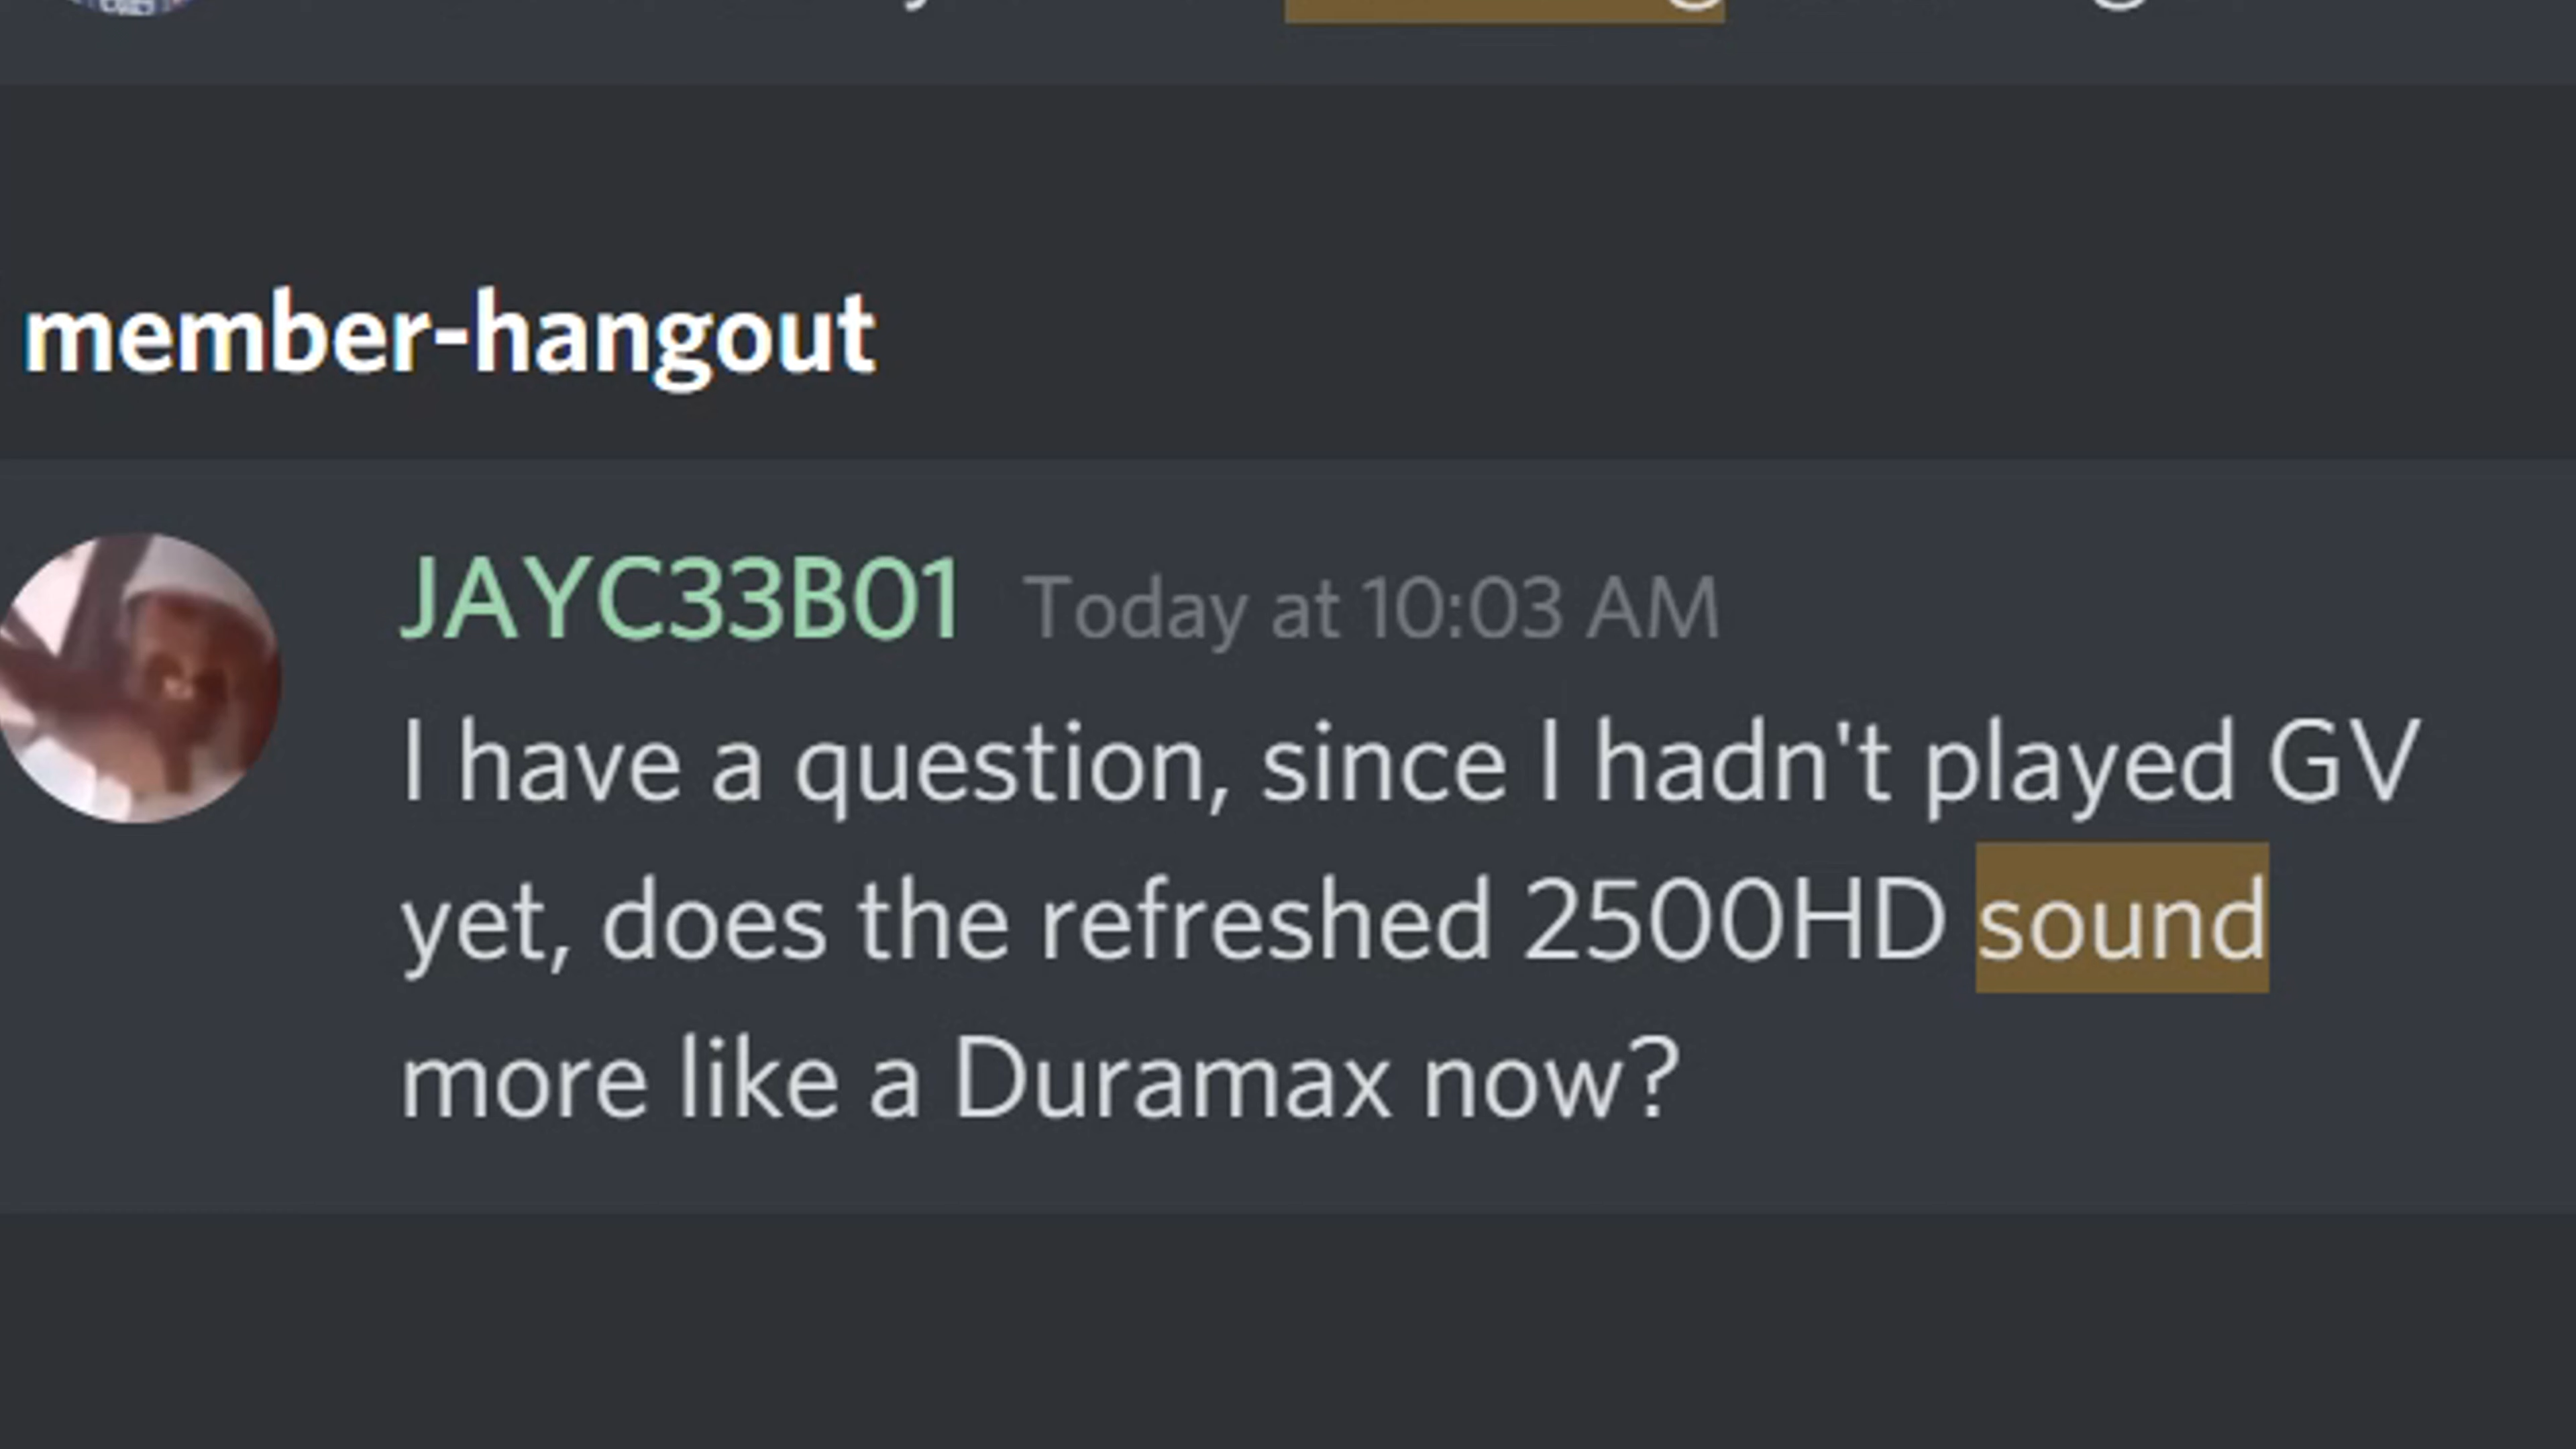 member-hangout
JAYC33B01 Today at 10:03 AM
I have a question, since I hadn't played GV
yet, does the refreshed 2500HD sound
more like a Duramax now?